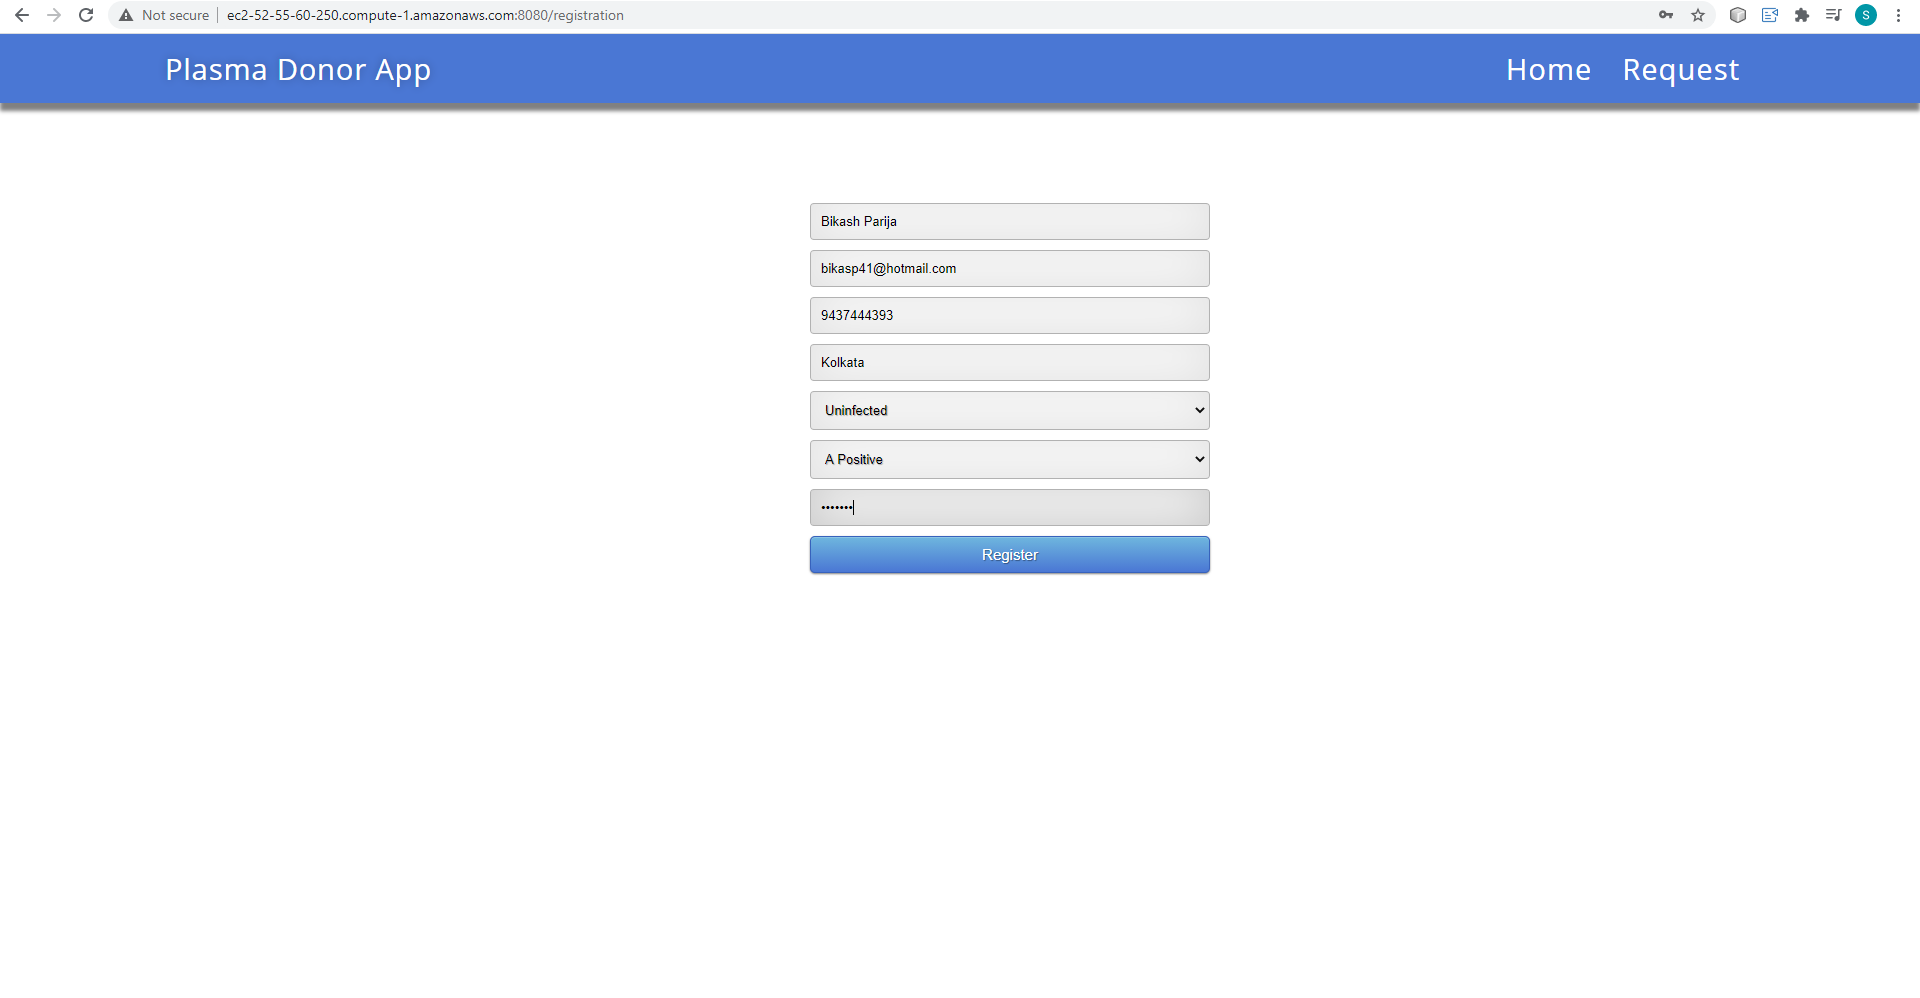 Not secure ec2-52-55-60-250.compute-1.amazonaws.com:8080/registration S
Plasma Donor App Home Request
Bikash Parija
bikasp41@hotmail.com
9437444393
Kolkata
Uninfected
A Positive
•••••••
Register